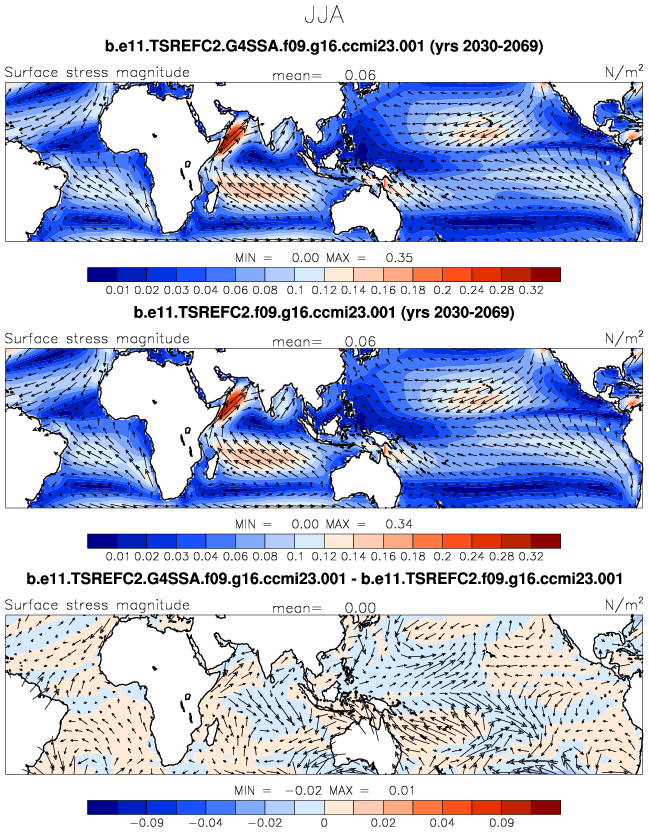 JJA
b.e11.TSREFC2.G4SSA.f09.g16.ccmi23.001 (yrs 2030-2069)
Surface stress magnitude mean= 0.06 N/m²
MIN = 0.00 MAX = 0.35
0.01 0.02 0.03 0.04 0.06 0.08 0.1 0.12 0.14 0.16 0.18 0.2 0.24 0.28 0.32
b.e11.TSREFC2.f09.g16.ccmi23.001 (yrs 2030-2069)
Surface stress magnitude mean= 0.06 N/m²
MIN = 0.00 MAX = 0.34
0.01 0.02 0.03 0.04 0.06 0.08 0.1 0.12 0.14 0.16 0.18 0.2 0.24 0.28 0.32
b.e11.TSREFC2.G4SSA.f09.g16.ccmi23.001 - b.e11.TSREFC2.f09.g16.ccmi23.001
Surface stress magnitude mean= 0.00 N/m²
MIN = −0.02 MAX = 0.01
−0.09 −0.04 −0.02 0 0.02 0.04 0.09